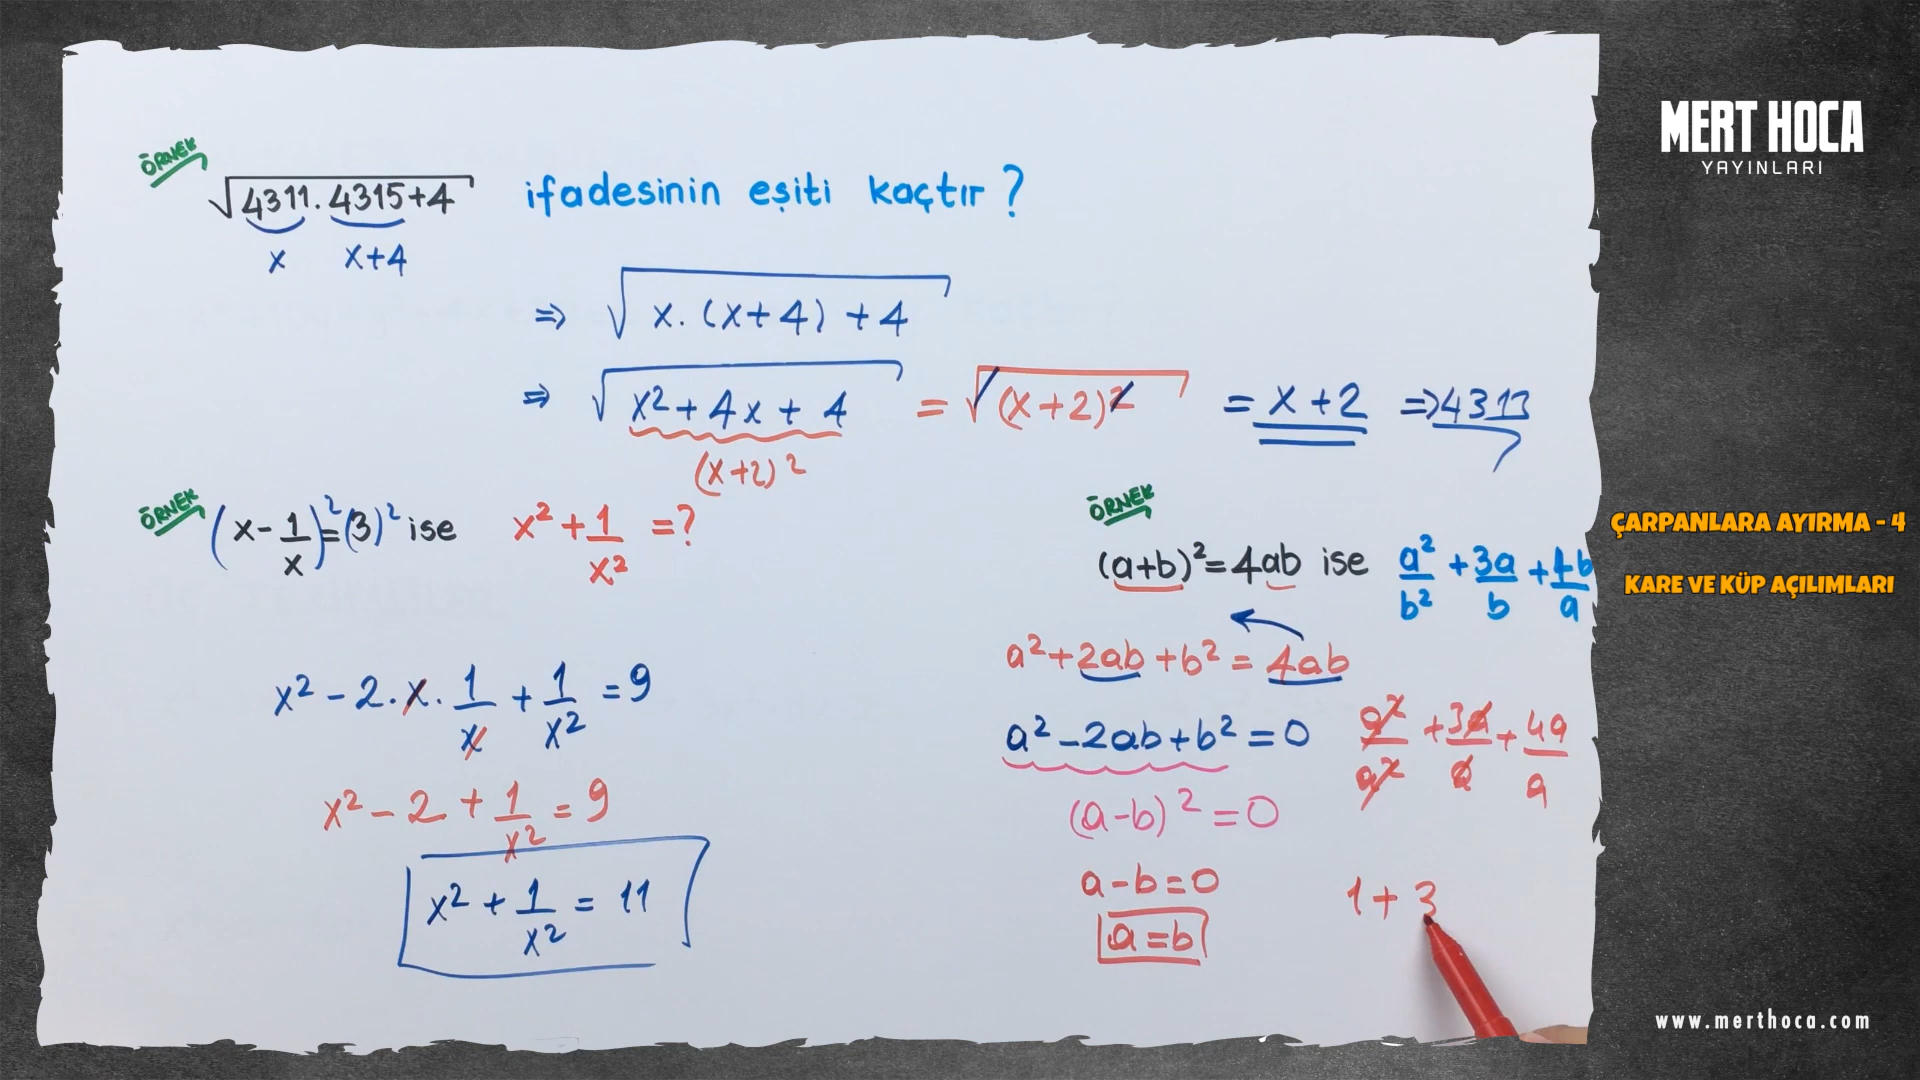 ÖRNEK
√4311.4315+4 ifadesinin eşiti kaçtır ?
x x+4
⇒ √x.(x+4)+4
⇒ √x²+4x+4 = √(x+2)² = x+2 ⇒ 4313
(x+2)²
ÖRNEK
(x-1/x)²=(3)² ise x²+1/x²=?
x²-2.x.1/x+1/x²=9
x²-2+1/x²=9
x²+1/x²=11
ÖRNEK
(a+b)²=4ab ise a²/b²+3a/b+4b/a
a²+2ab+b²=4ab
a²-2ab+b²=0
a²/a²+3a/a+4a/a
(a-b)²=0
a-b=0
a=b
1+3
MERT HOCA
YAYINLARI
ÇARPANLARA AYIRMA - 4
KARE VE KÜP AÇILIMLARI
www.merthoca.com